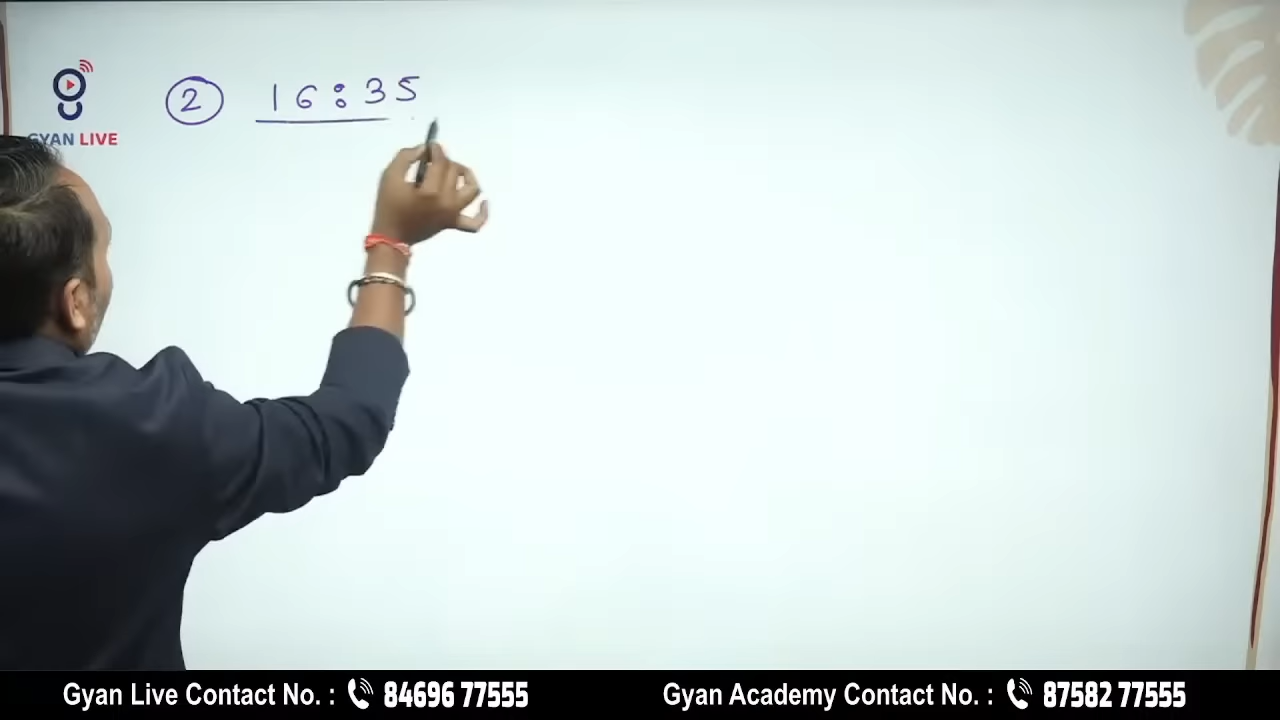 ② 16:35
GYAN LIVE
Gyan Live Contact No. : 84696 77555
Gyan Academy Contact No. : 87582 77555